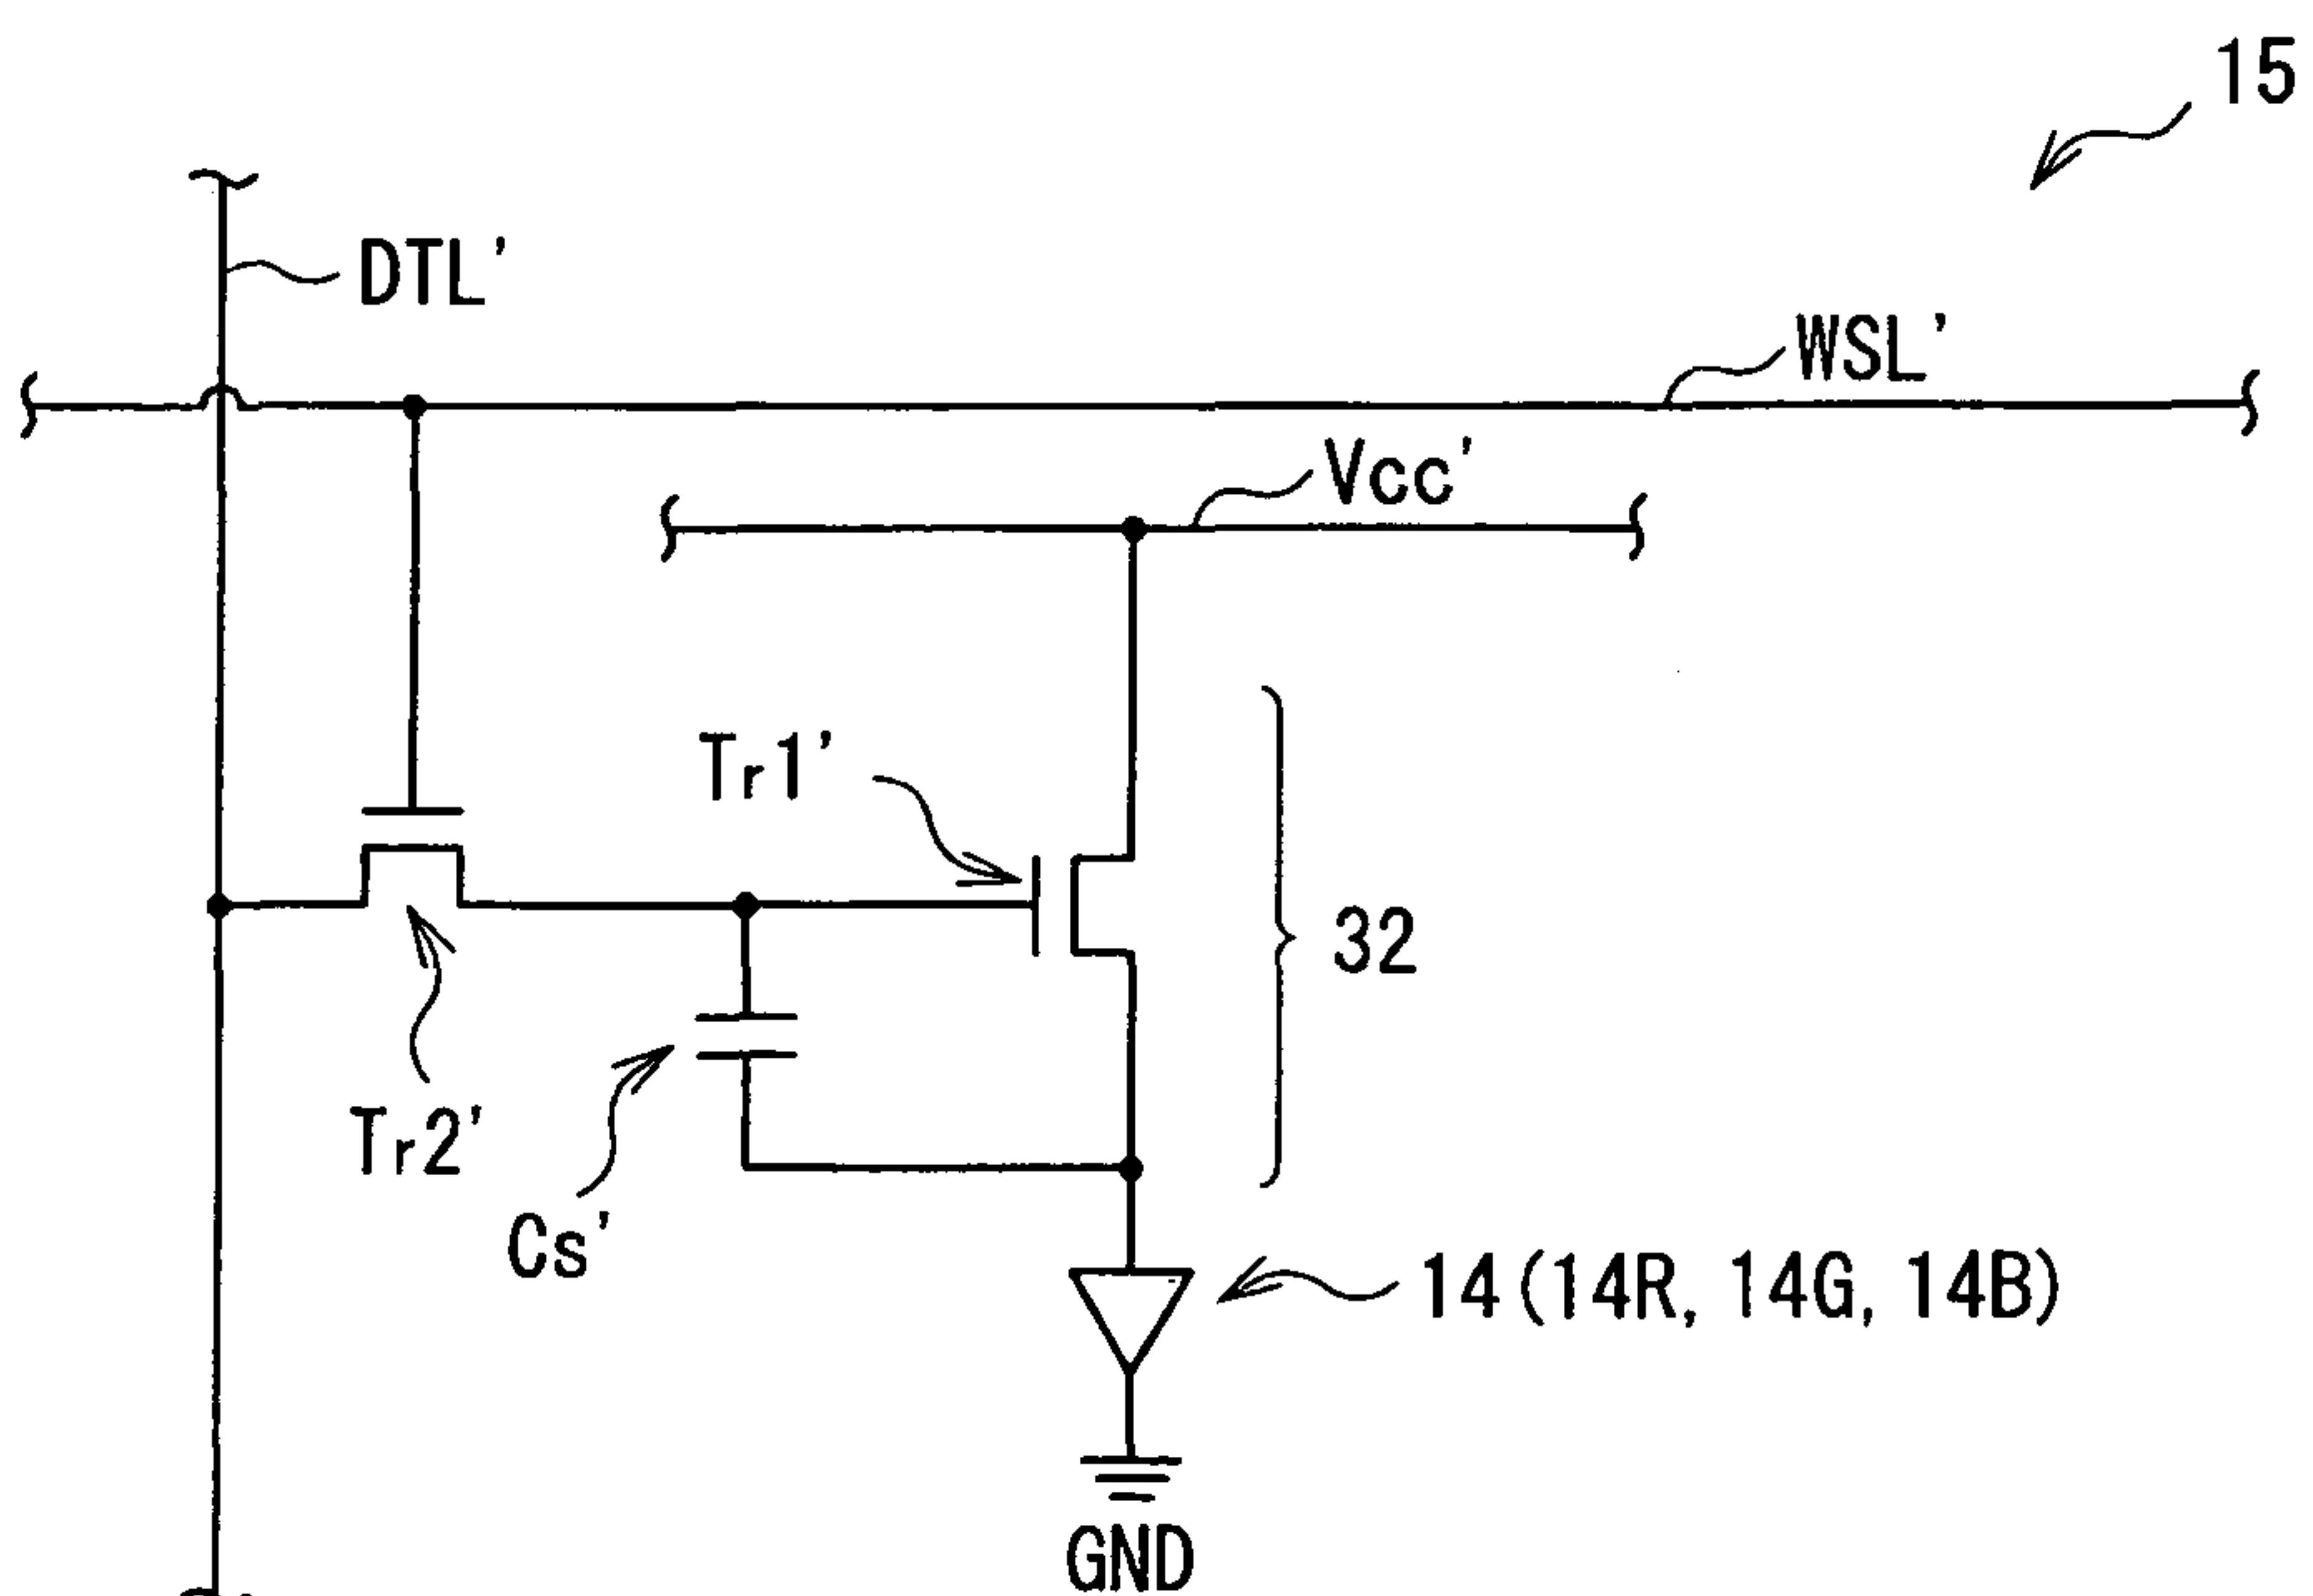 15
DTL'
WSL'
Vcc'
Tr1'
32
Tr2'
Cs'
14(14R, 14G, 14B)
GND